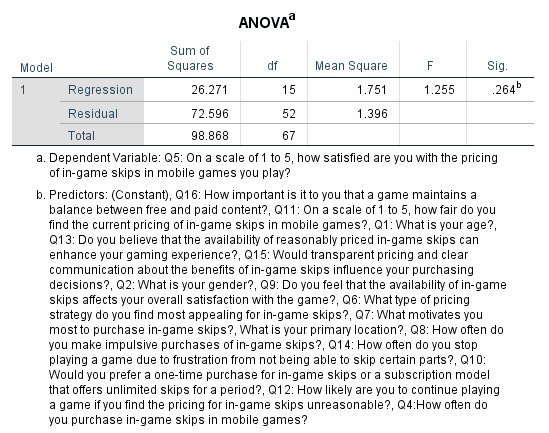 ANOVAa
Model Sum of Squares df Mean Square F Sig.
1 Regression 26.271 15 1.751 1.255 .264b
Residual 72.596 52 1.396
Total 98.868 67
a. Dependent Variable: Q5: On a scale of 1 to 5, how satisfied are you with the pricing
of in-game skips in mobile games you play?
b. Predictors: (Constant), Q16: How important is it to you that a game maintains a
balance between free and paid content?, Q11: On a scale of 1 to 5, how fair do you
find the current pricing of in-game skips in mobile games?, Q1: What is your age?,
Q13: Do you believe that the availability of reasonably priced in-game skips can
enhance your gaming experience?, Q15: Would transparent pricing and clear
communication about the benefits of in-game skips influence your purchasing
decisions?, Q2: What is your gender?, Q9: Do you feel that the availability of in-game
skips affects your overall satisfaction with the game?, Q6: What type of pricing
strategy do you find most appealing for in-game skips?, Q7: What motivates you
most to purchase in-game skips?, What is your primary location?, Q8: How often do
you make impulsive purchases of in-game skips?, Q14: How often do you stop
playing a game due to frustration from not being able to skip certain parts?, Q10:
Would you prefer a one-time purchase for in-game skips or a subscription model
that offers unlimited skips for a period?, Q12: How likely are you to continue playing
a game if you find the pricing for in-game skips unreasonable?, Q4:How often do
you purchase in-game skips in mobile games?